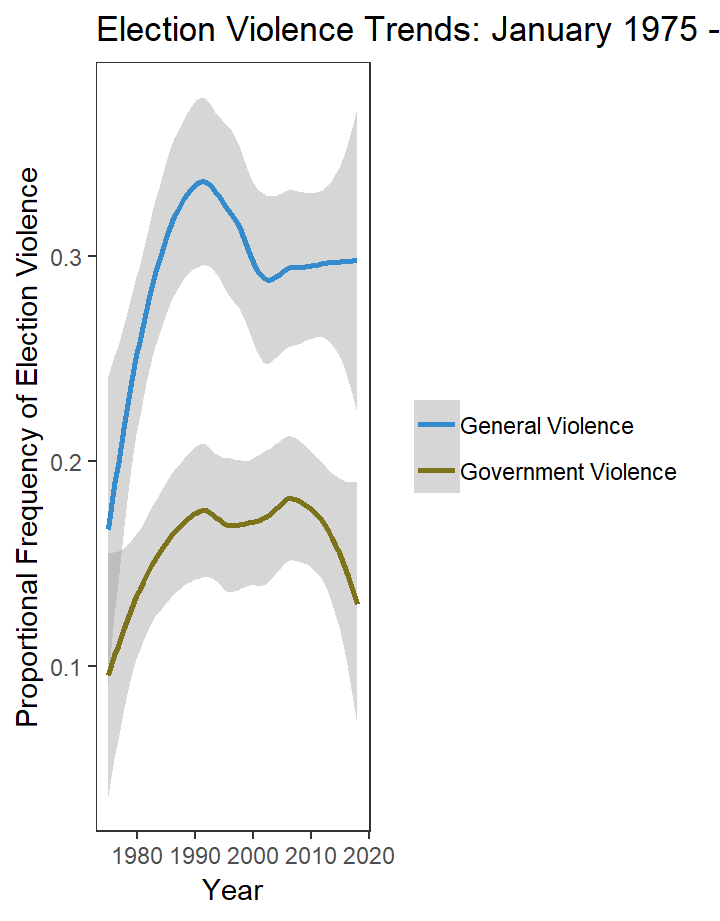 Election Violence Trends: January 1975 -
Proportional Frequency of Election Violence
0.3
0.2
0.1
1980 1990 2000 2010 2020
Year
General Violence
Government Violence